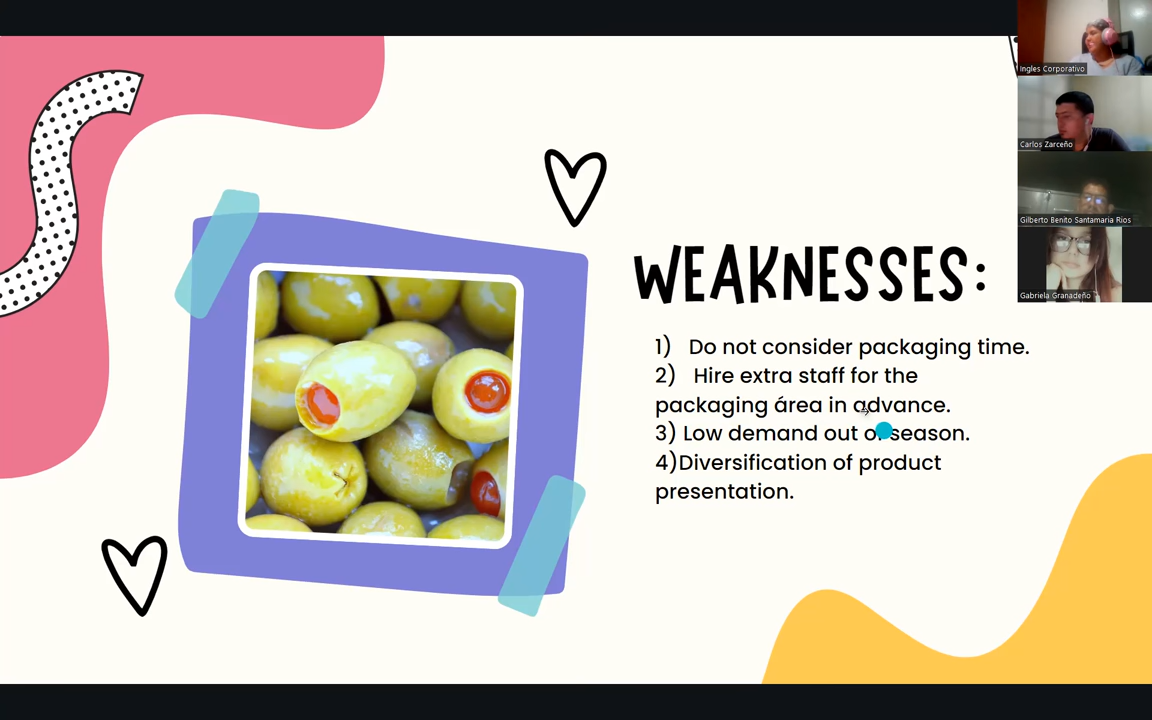 Ingles Corporativo
Carlos Zarceño
Gilberto Benito Santamaria Rios
Gabriela Granadeño
WEAKNESSES:
1) Do not consider packaging time.
2) Hire extra staff for the
packaging área in advance.
3) Low demand out of season.
4)Diversification of product
presentation.